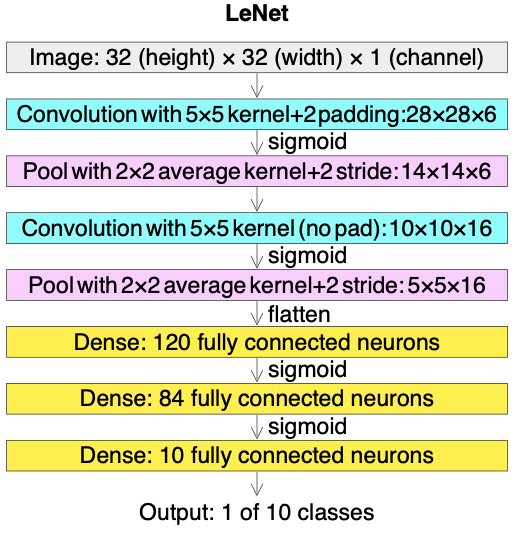 LeNet
Image: 32 (height) × 32 (width) × 1 (channel)
Convolution with 5×5 kernel+2 padding:28×28×6
sigmoid
Pool with 2×2 average kernel+2 stride:14×14×6
Convolution with 5×5 kernel (no pad):10×10×16
sigmoid
Pool with 2×2 average kernel+2 stride: 5×5×16
flatten
Dense: 120 fully connected neurons
sigmoid
Dense: 84 fully connected neurons
sigmoid
Dense: 10 fully connected neurons
Output: 1 of 10 classes